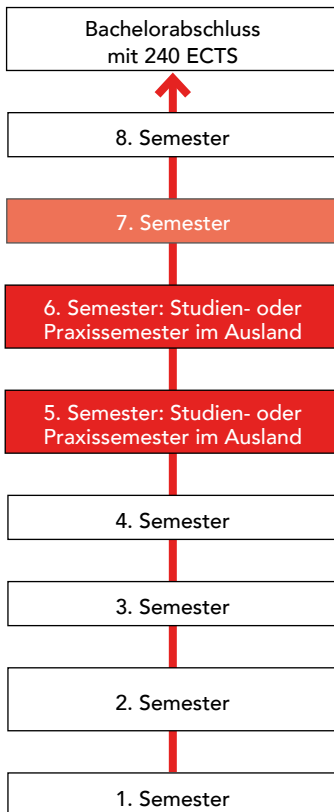 Bachelorabschluss
mit 240 ECTS
8. Semester
7. Semester
6. Semester: Studien- oder
Praxissemester im Ausland
5. Semester: Studien- oder
Praxissemester im Ausland
4. Semester
3. Semester
2. Semester
1. Semester